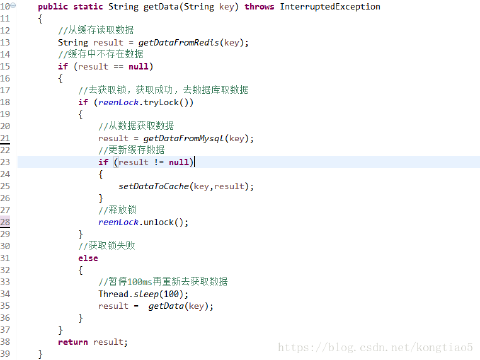 10 public static String getData(String key) throws InterruptedException
11 {
12 //从缓存读取数据
13 String result = getDataFromRedis(key);
14 //缓存中不存在数据
15 if (result == null)
16 {
17 //去获取锁，获取成功，去数据库取数据
18 if (reenLock.tryLock())
19 {
20 //从数据获取数据
21 result = getDataFromMysql(key);
22 //更新缓存数据
23 if (result != null)
24 {
25 setDataToCache(key,result);
26 }
27 //释放锁
28 reenLock.unlock();
29 }
30 //获取锁失败
31 else
32 {
33 //暂停100ms再重新去获取数据
34 Thread.sleep(100);
35 result = getData(key);
36 }
37 }
38 return result;
39 }
https://blog.csdn.net/kongtiao5